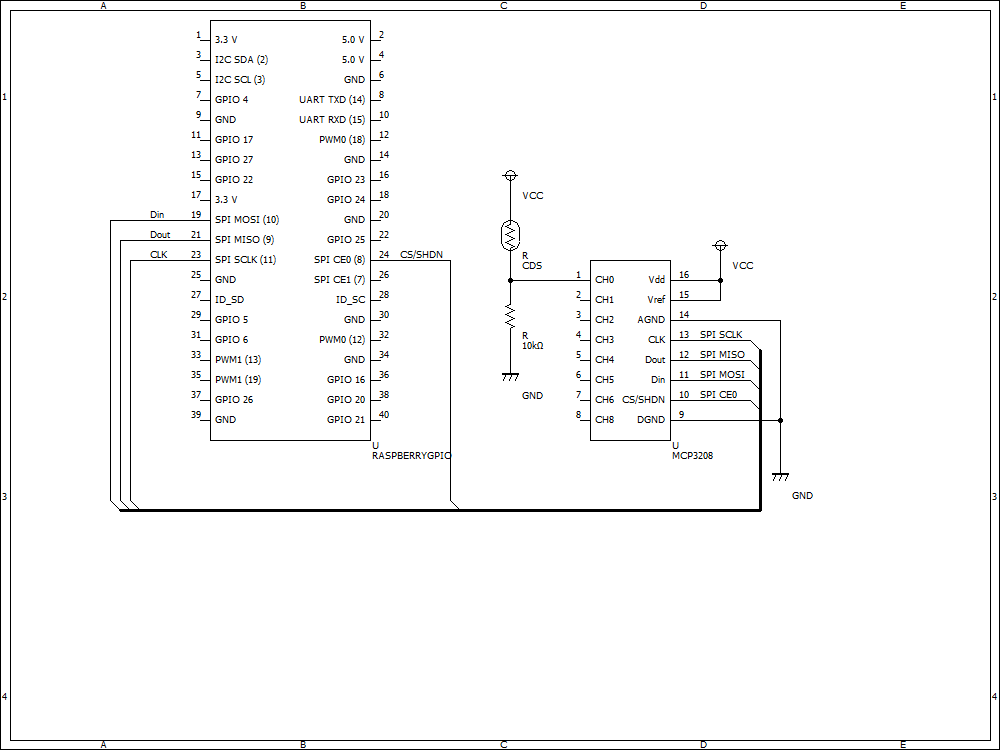 A B C D E
1 1
2 2
3 3
4 4
A B C D E
1 3.3 V 5.0 V 2
3 I2C SDA (2) 5.0 V 4
5 I2C SCL (3) GND 6
7 GPIO 4 UART TXD (14) 8
9 GND UART RXD (15) 10
11 GPIO 17 PWM0 (18) 12
13 GPIO 27 GND 14
15 GPIO 22 GPIO 23 16
17 3.3 V GPIO 24 18
Din 19 SPI MOSI (10) GND 20
Dout 21 SPI MISO (9) GPIO 25 22
CLK 23 SPI SCLK (11) SPI CE0 (8) 24 CS/SHDN
25 GND SPI CE1 (7) 26
27 ID_SD ID_SC 28
29 GPIO 5 GND 30
31 GPIO 6 PWM0 (12) 32
33 PWM1 (13) GND 34
35 PWM1 (19) GPIO 16 36
37 GPIO 26 GPIO 20 38
39 GND GPIO 21 40
U
RASPBERRYGPIO
VCC
R
CDS
R
10kΩ
GND
VCC
1 CH0 Vdd 16
2 CH1 Vref 15
3 CH2 AGND 14
4 CH3 CLK 13 SPI SCLK
5 CH4 Dout 12 SPI MISO
6 CH5 Din 11 SPI MOSI
7 CH6 CS/SHDN 10 SPI CE0
8 CH8 DGND 9
U
MCP3208
GND